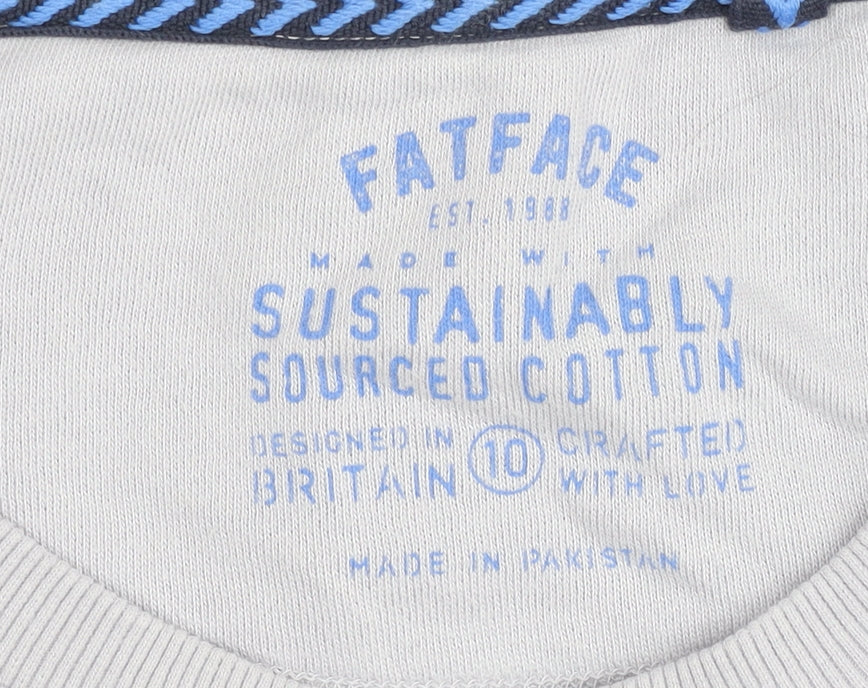 FATFACE
EST. 1988
MADE WITH
SUSTAINABLY
SOURCED COTTON
DESIGNED IN
BRITAIN
10
CRAFTED
WITH LOVE
MADE IN PAKISTAN